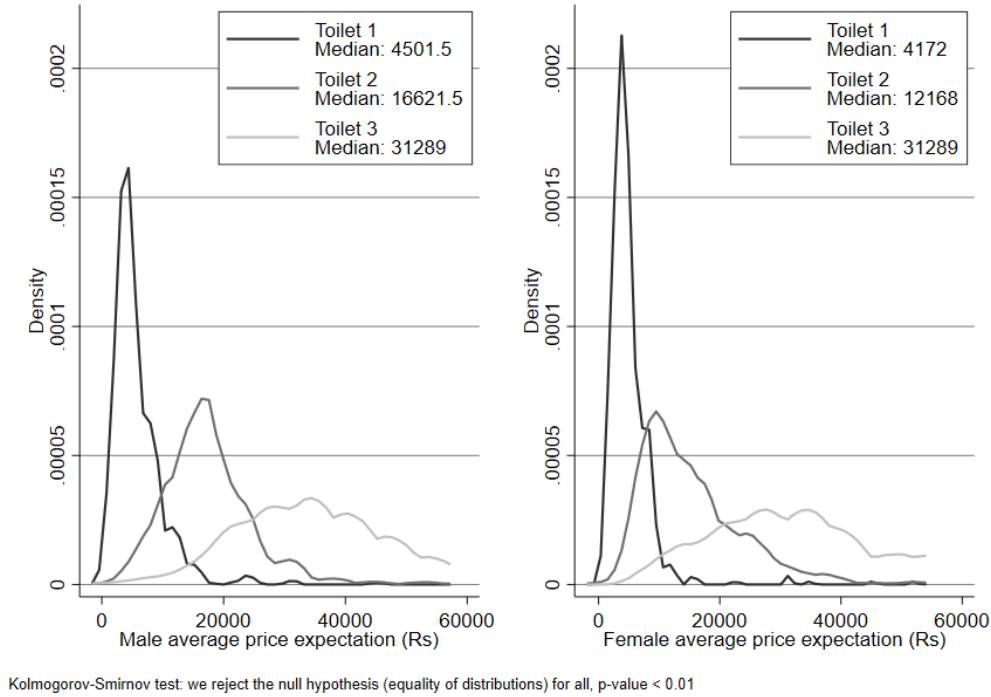 Toilet 1
Median: 4501.5
Toilet 2
Median: 16621.5
Toilet 3
Median: 31289
Density
.0002
.00015
.0001
.00005
0
0 20000 40000 60000
Male average price expectation (Rs)
Toilet 1
Median: 4172
Toilet 2
Median: 12168
Toilet 3
Median: 31289
Density
.0002
.00015
.0001
.00005
0
0 20000 40000 60000
Female average price expectation (Rs)
Kolmogorov-Smirnov test: we reject the null hypothesis (equality of distributions) for all, p-value < 0.01